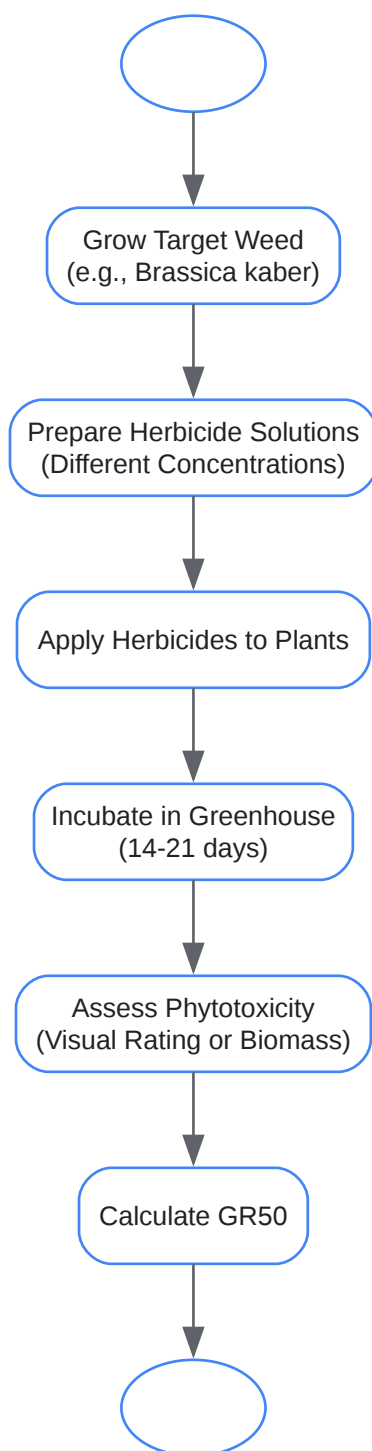 Grow Target Weed
(e.g., Brassica kaber)
Prepare Herbicide Solutions
(Different Concentrations)
Apply Herbicides to Plants
Incubate in Greenhouse
(14-21 days)
Assess Phytotoxicity
(Visual Rating or Biomass)
Calculate GR50